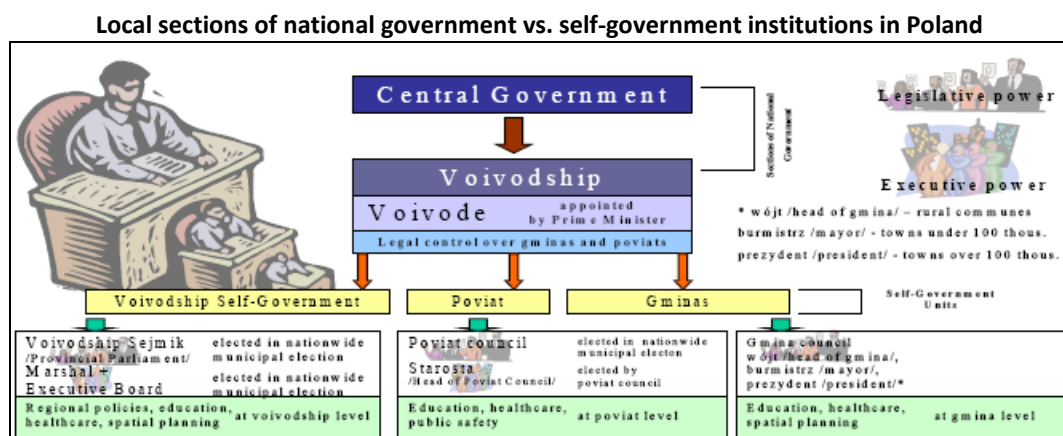 Local sections of national government vs. self-government institutions in Poland
Central Government
Sections of National
Government
Legislative power
Executive power
Voivodship
Voivode
appointed
by Prime Minister
Legal control over gminas and poviats
* wójt /head of gmina/ – rural communes
burmistrz /mayor/ - towns under 100 thous.
prezydent /president/ - towns over 100 thous.
Voivodship Self-Government
Poviat
Gminas
Self-Government
Units
Voivodship Sejmik
/Provincial Parliament/
elected in nationwide
municipal election
Marshal +
Executive Board
elected in nationwide
municipal election
Regional policies, education,
healthcare, spatial planning
at voivodship level
Poviat council
elected in nationwide
municipal electon
Starosta
/Head of Poviat Council/
elected by
poviat council
Education, healthcare,
public safety
at poviat level
Gmina council
wójt /head of gmina/,
burmistrz /mayor/,
prezydent /president/*
Education, healthcare,
spatial planning
at gmina level